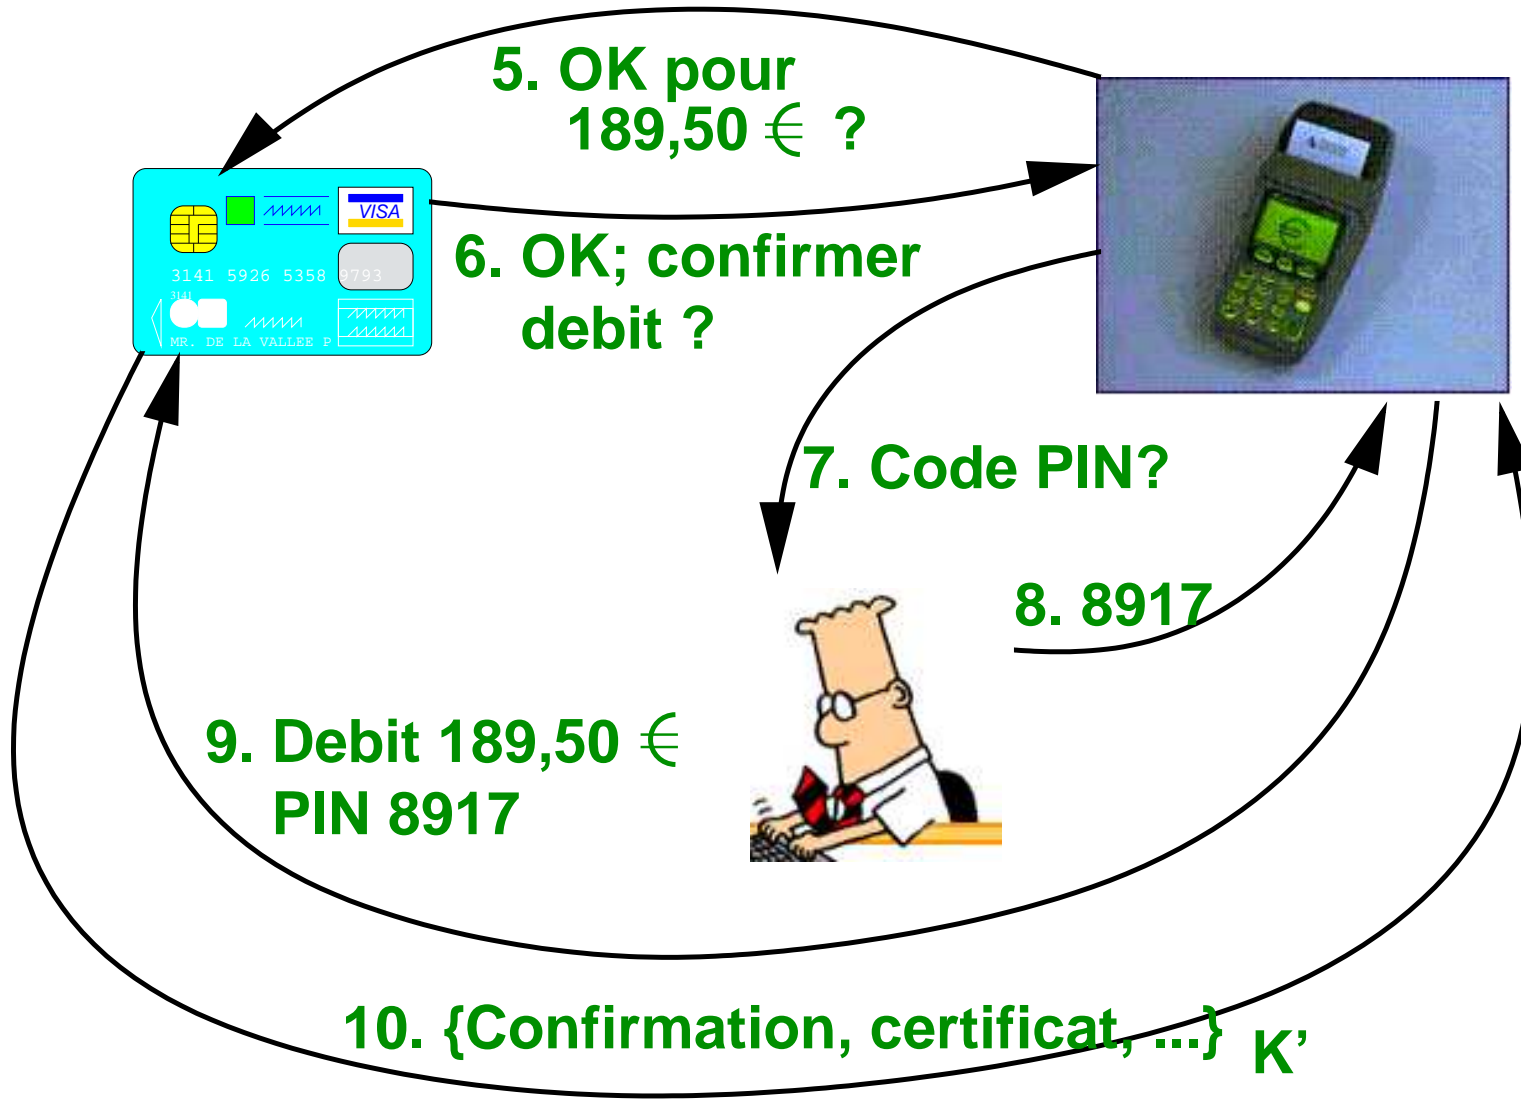 5. OK pour
189,50 € ?
VISA
3141 5926 5358 9793
3141
MR. DE LA VALLEE P
6. OK; confirmer
debit ?
7. Code PIN?
8. 8917
9. Debit 189,50 €
PIN 8917
10. {Confirmation, certificat, ...} K’